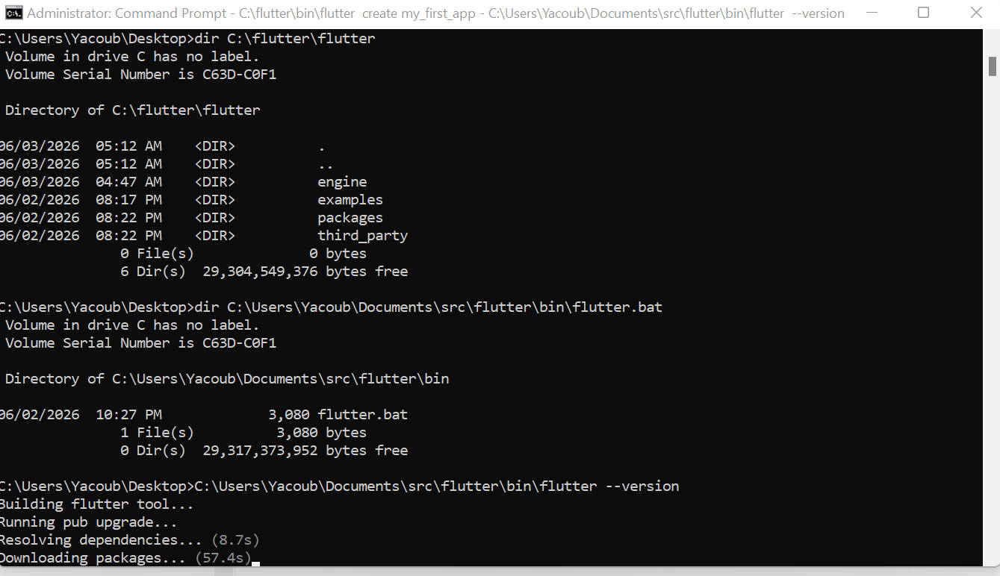 Administrator: Command Prompt - C:\flutter\bin\flutter  create my_first_app - C:\Users\Yacoub\Documents\src\flutter\bin\flutter  --version
C:\Users\Yacoub\Desktop>dir C:\flutter\flutter
 Volume in drive C has no label.
 Volume Serial Number is C63D-C0F1
 Directory of C:\flutter\flutter
06/03/2026  05:12 AM    <DIR>          .
06/03/2026  05:12 AM    <DIR>          ..
06/03/2026  04:47 AM    <DIR>          engine
06/02/2026  08:17 PM    <DIR>          examples
06/02/2026  08:22 PM    <DIR>          packages
06/02/2026  08:22 PM    <DIR>          third_party
               0 File(s)              0 bytes
               6 Dir(s)  29,304,549,376 bytes free
C:\Users\Yacoub\Desktop>dir C:\Users\Yacoub\Documents\src\flutter\bin\flutter.bat
 Volume in drive C has no label.
 Volume Serial Number is C63D-C0F1
 Directory of C:\Users\Yacoub\Documents\src\flutter\bin
06/02/2026  10:27 PM             3,080 flutter.bat
               1 File(s)          3,080 bytes
               0 Dir(s)  29,317,373,952 bytes free
C:\Users\Yacoub\Desktop>C:\Users\Yacoub\Documents\src\flutter\bin\flutter --version
Building flutter tool...
Running pub upgrade...
Resolving dependencies... (8.7s)
Downloading packages... (57.4s)